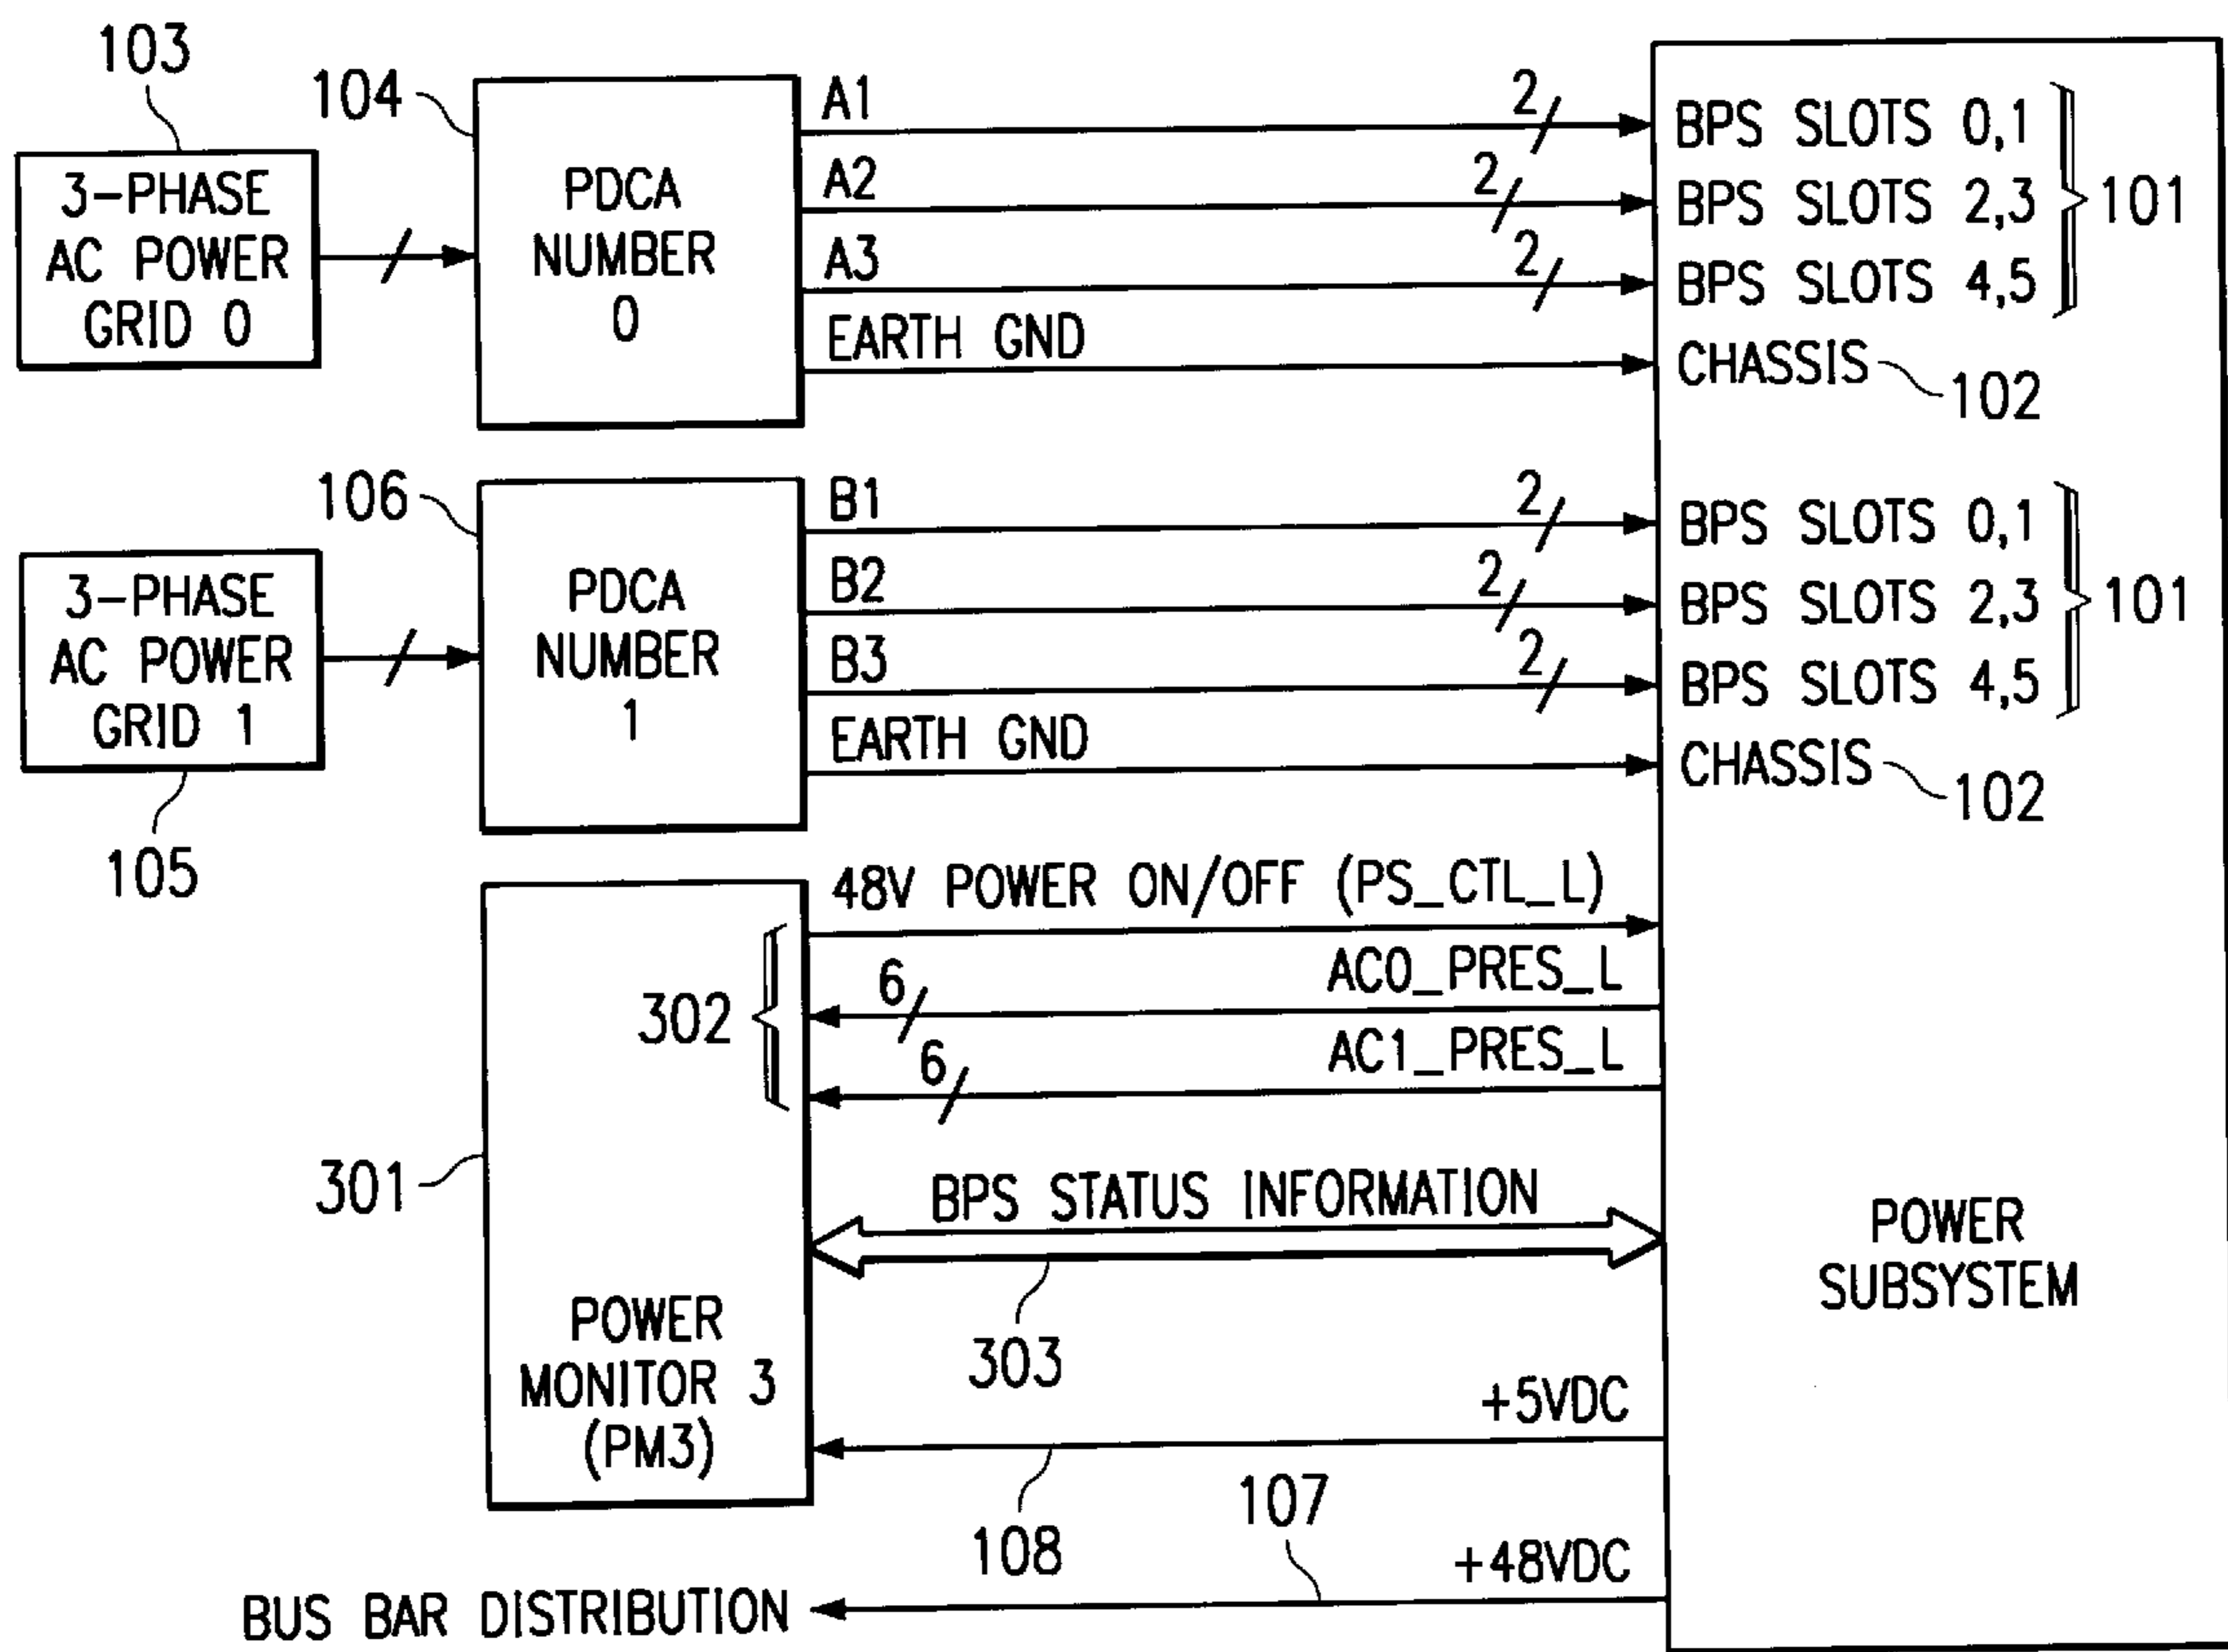 103
3-PHASE
AC POWER
GRID 0
104
PDCA
NUMBER
0
A1
2
BPS SLOTS 0,1
A2
2
BPS SLOTS 2,3
A3
2
BPS SLOTS 4,5
101
EARTH GND
CHASSIS
102
106
3-PHASE
AC POWER
GRID 1
105
PDCA
NUMBER
1
B1
2
BPS SLOTS 0,1
B2
2
BPS SLOTS 2,3
B3
2
BPS SLOTS 4,5
101
EARTH GND
CHASSIS
102
48V POWER ON/OFF (PS_CTL_L)
302
6
AC0_PRES_L
6
AC1_PRES_L
301
BPS STATUS INFORMATION
303
POWER
MONITOR 3
(PM3)
POWER
SUBSYSTEM
+5VDC
108
107
+48VDC
BUS BAR DISTRIBUTION